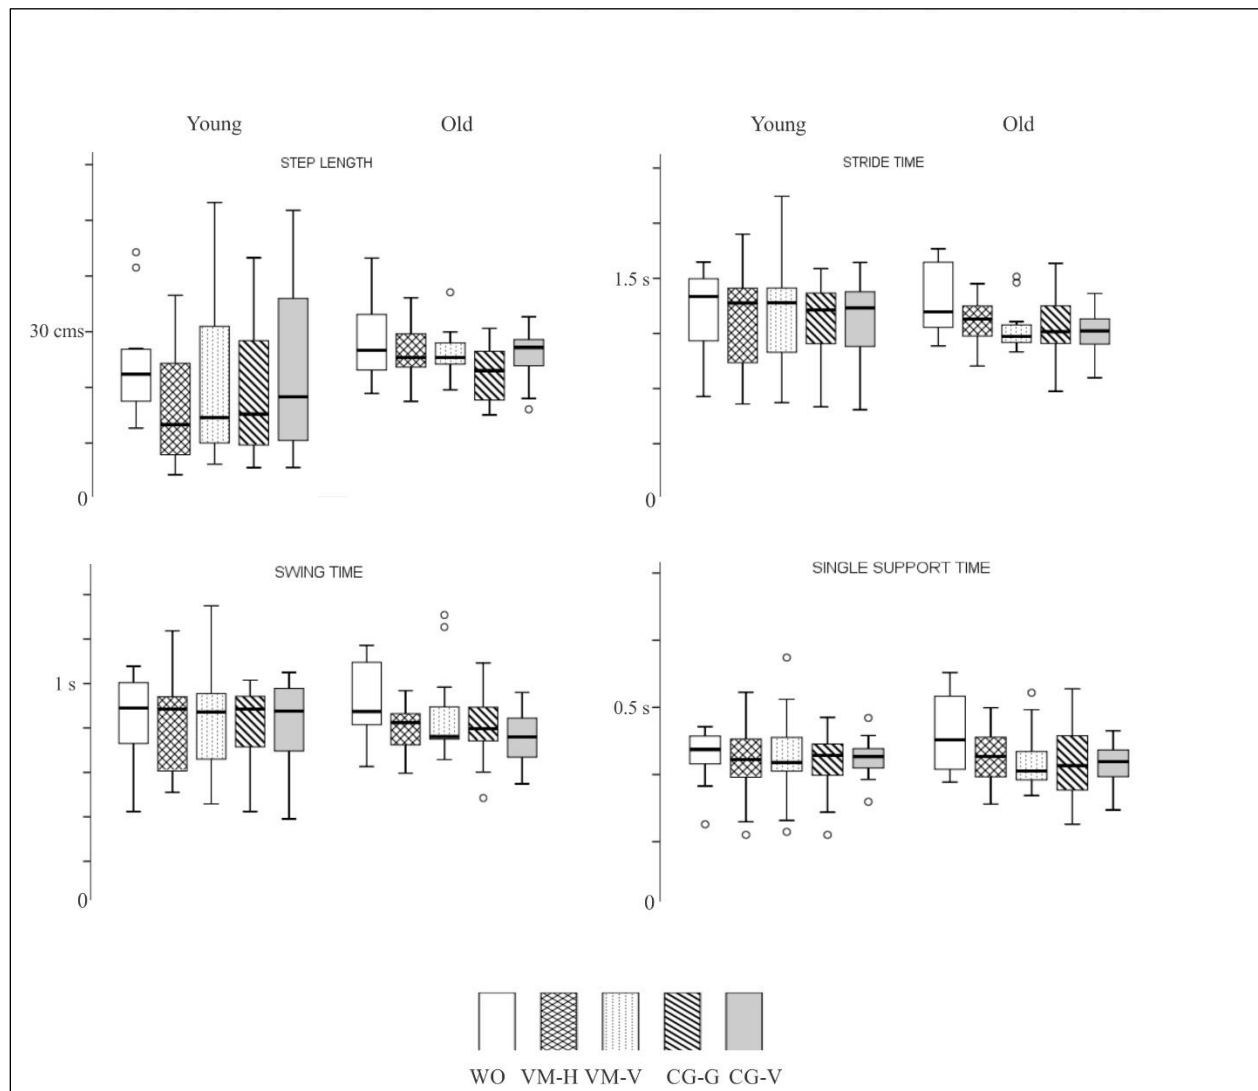 Young Old Young Old
STEP LENGTH STRIDE TIME
30 cms 1.5 s
0 0
SWING TIME SINGLE SUPPORT TIME
1 s 0.5 s
0 0
WO VM-H VM-V CG-G CG-V